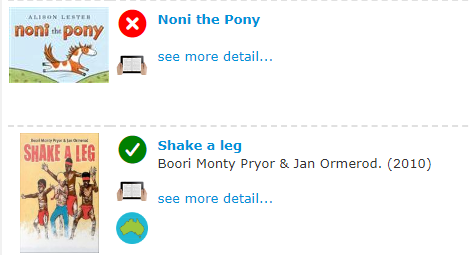 ALISON LESTER
noni the Pony
Noni the Pony
see more detail...
Boori Monty Pryor & Jan Ormerod
SHAKE A LEG
Shake a leg
Boori Monty Pryor & Jan Ormerod. (2010)
see more detail...